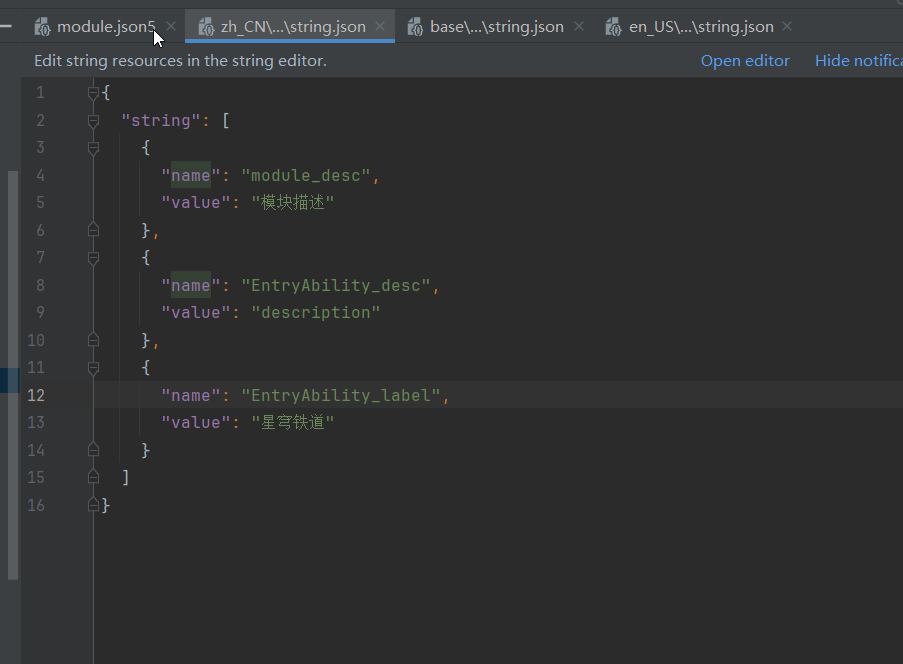 module.json5 zh_CN\...\string.json base\...\string.json en_US\...\string.json
Edit string resources in the string editor. Open editor Hide notifica
1 {
2 "string": [
3 {
4 "name": "module_desc",
5 "value": "模块描述"
6 },
7 {
8 "name": "EntryAbility_desc",
9 "value": "description"
10 },
11 {
12 "name": "EntryAbility_label",
13 "value": "星穹铁道"
14 }
15 ]
16 }